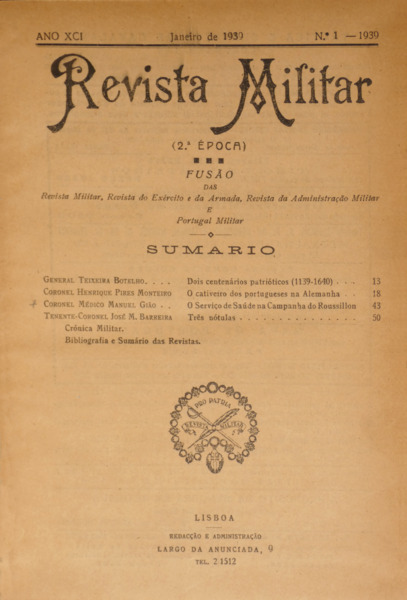 ANO XCI Janeiro de 1939 N.º 1 — 1939
Revista Militar
(2.ª ÉPOCA)
FUSÃO
DAS
Revista Militar, Revista do Exército e da Armada, Revista da Administração Militar
E
Portugal Militar
SUMARIO
GENERAL TEIXEIRA BOTELHO. . . . Dois centenários patrióticos (1139-1640) . . . 13
CORONEL HENRIQUE PIRES MONTEIRO O cativeiro dos portugueses na Alemanha . . 18
CORONEL MÉDICO MANUEL GIÃO . . O Serviço de Saúde na Campanha do Roussillon 43
TENENTE-CORONEL JOSÉ M. BARREIRA Três nótulas . . . . . . . . . . . . . . . 50
Crónica Militar.
Bibliografia e Sumário das Revistas.
PRO PATRIA
REVISTA MILITAR
LISBOA
REDACÇÃO E ADMINISTRAÇÃO
LARGO DA ANUNCIADA, 9
TEL. 2 1512